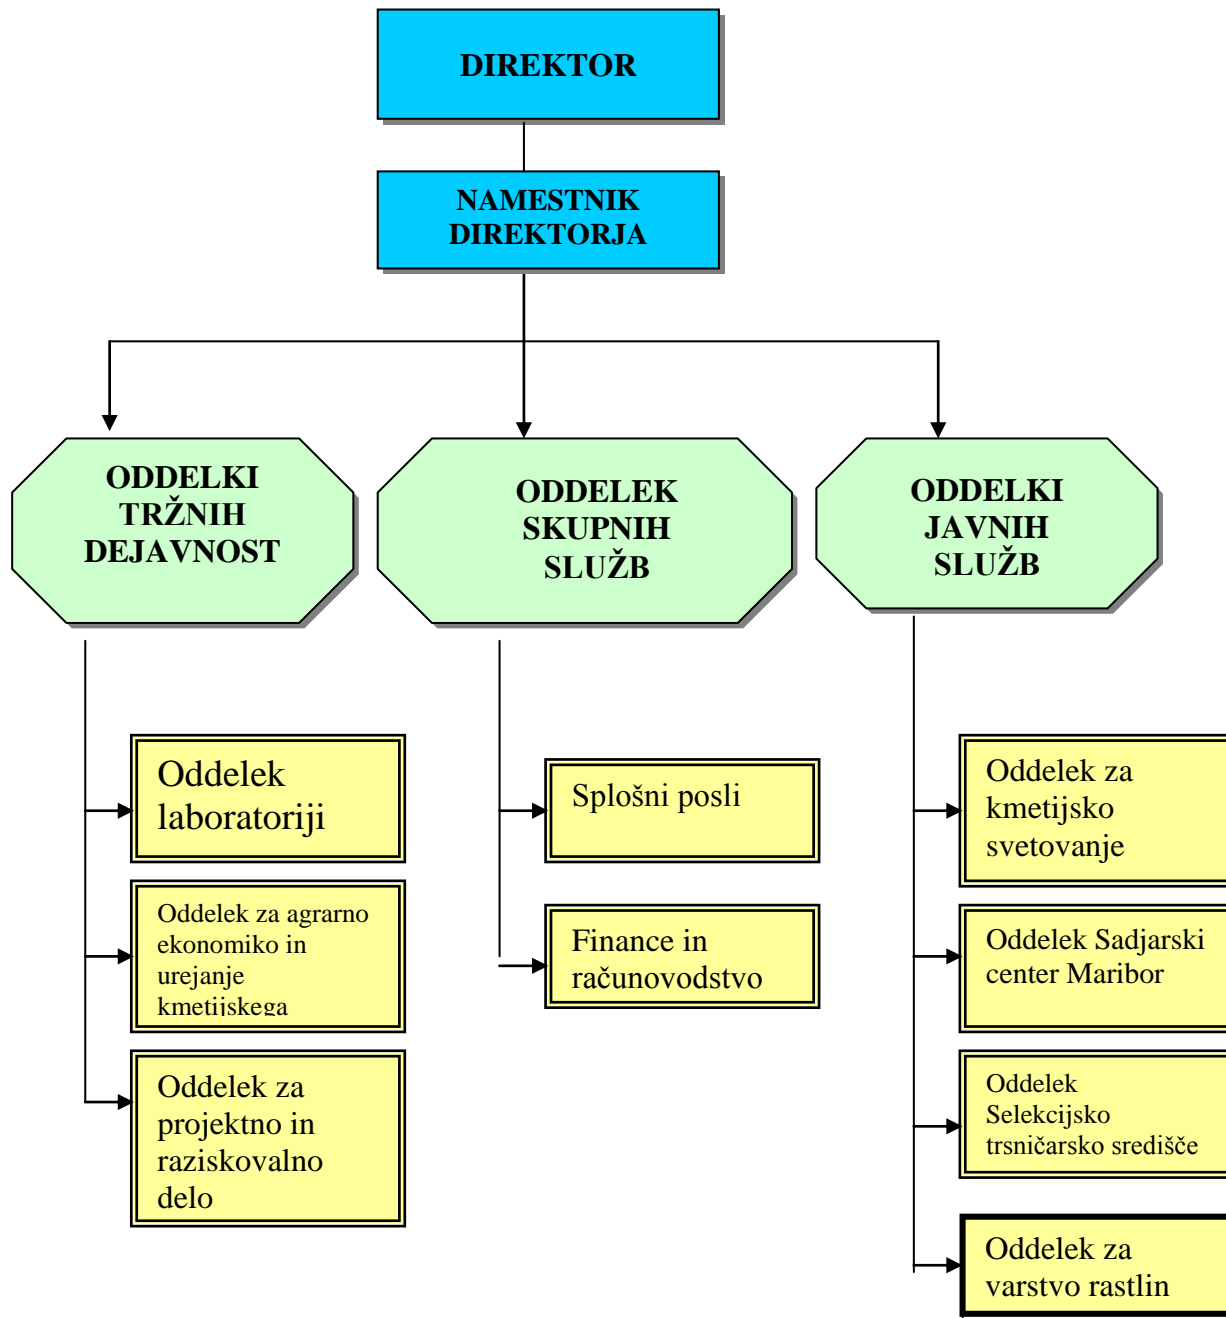 DIREKTOR
NAMESTNIK
DIREKTORJA
ODDELKI
TRŽNIH
DEJAVNOST
ODDELEK
SKUPNIH
SLUŽB
ODDELKI
JAVNIH
SLUŽB
Oddelek
laboratoriji
Oddelek za agrarno
ekonomiko in
urejanje
kmetijskega
Oddelek za
projektno in
raziskovalno
delo
Splošni posli
Finance in
računovodstvo
Oddelek za
kmetijsko
svetovanje
Oddelek Sadjarski
center Maribor
Oddelek
Selekcijsko
trsničarsko središče
Oddelek za
varstvo rastlin